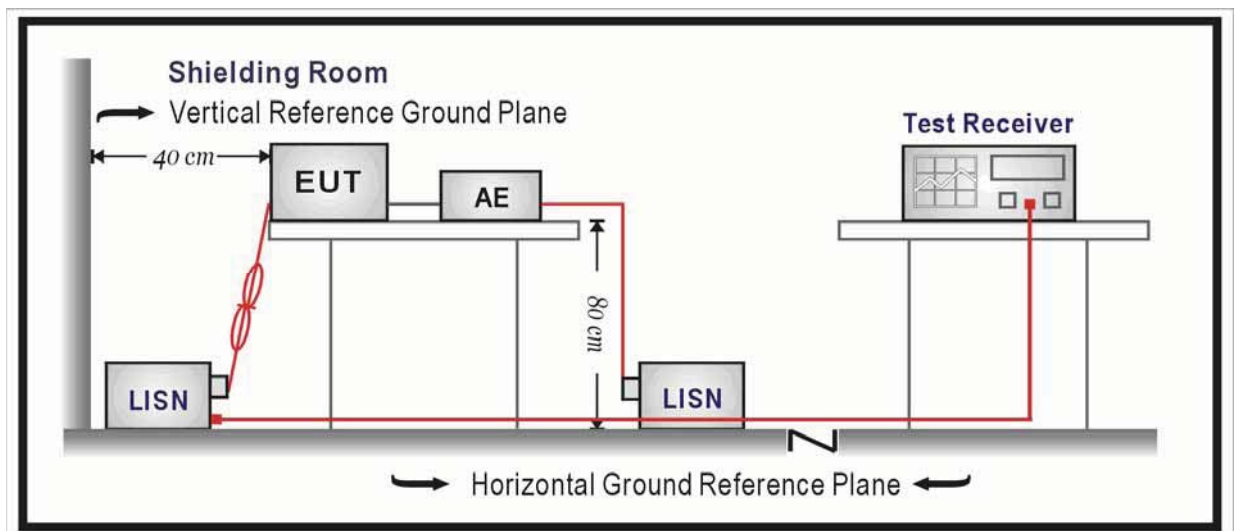 Shielding Room
Vertical Reference Ground Plane
40 cm
EUT
AE
Test Receiver
80 cm
LISN
LISN
Horizontal Ground Reference Plane